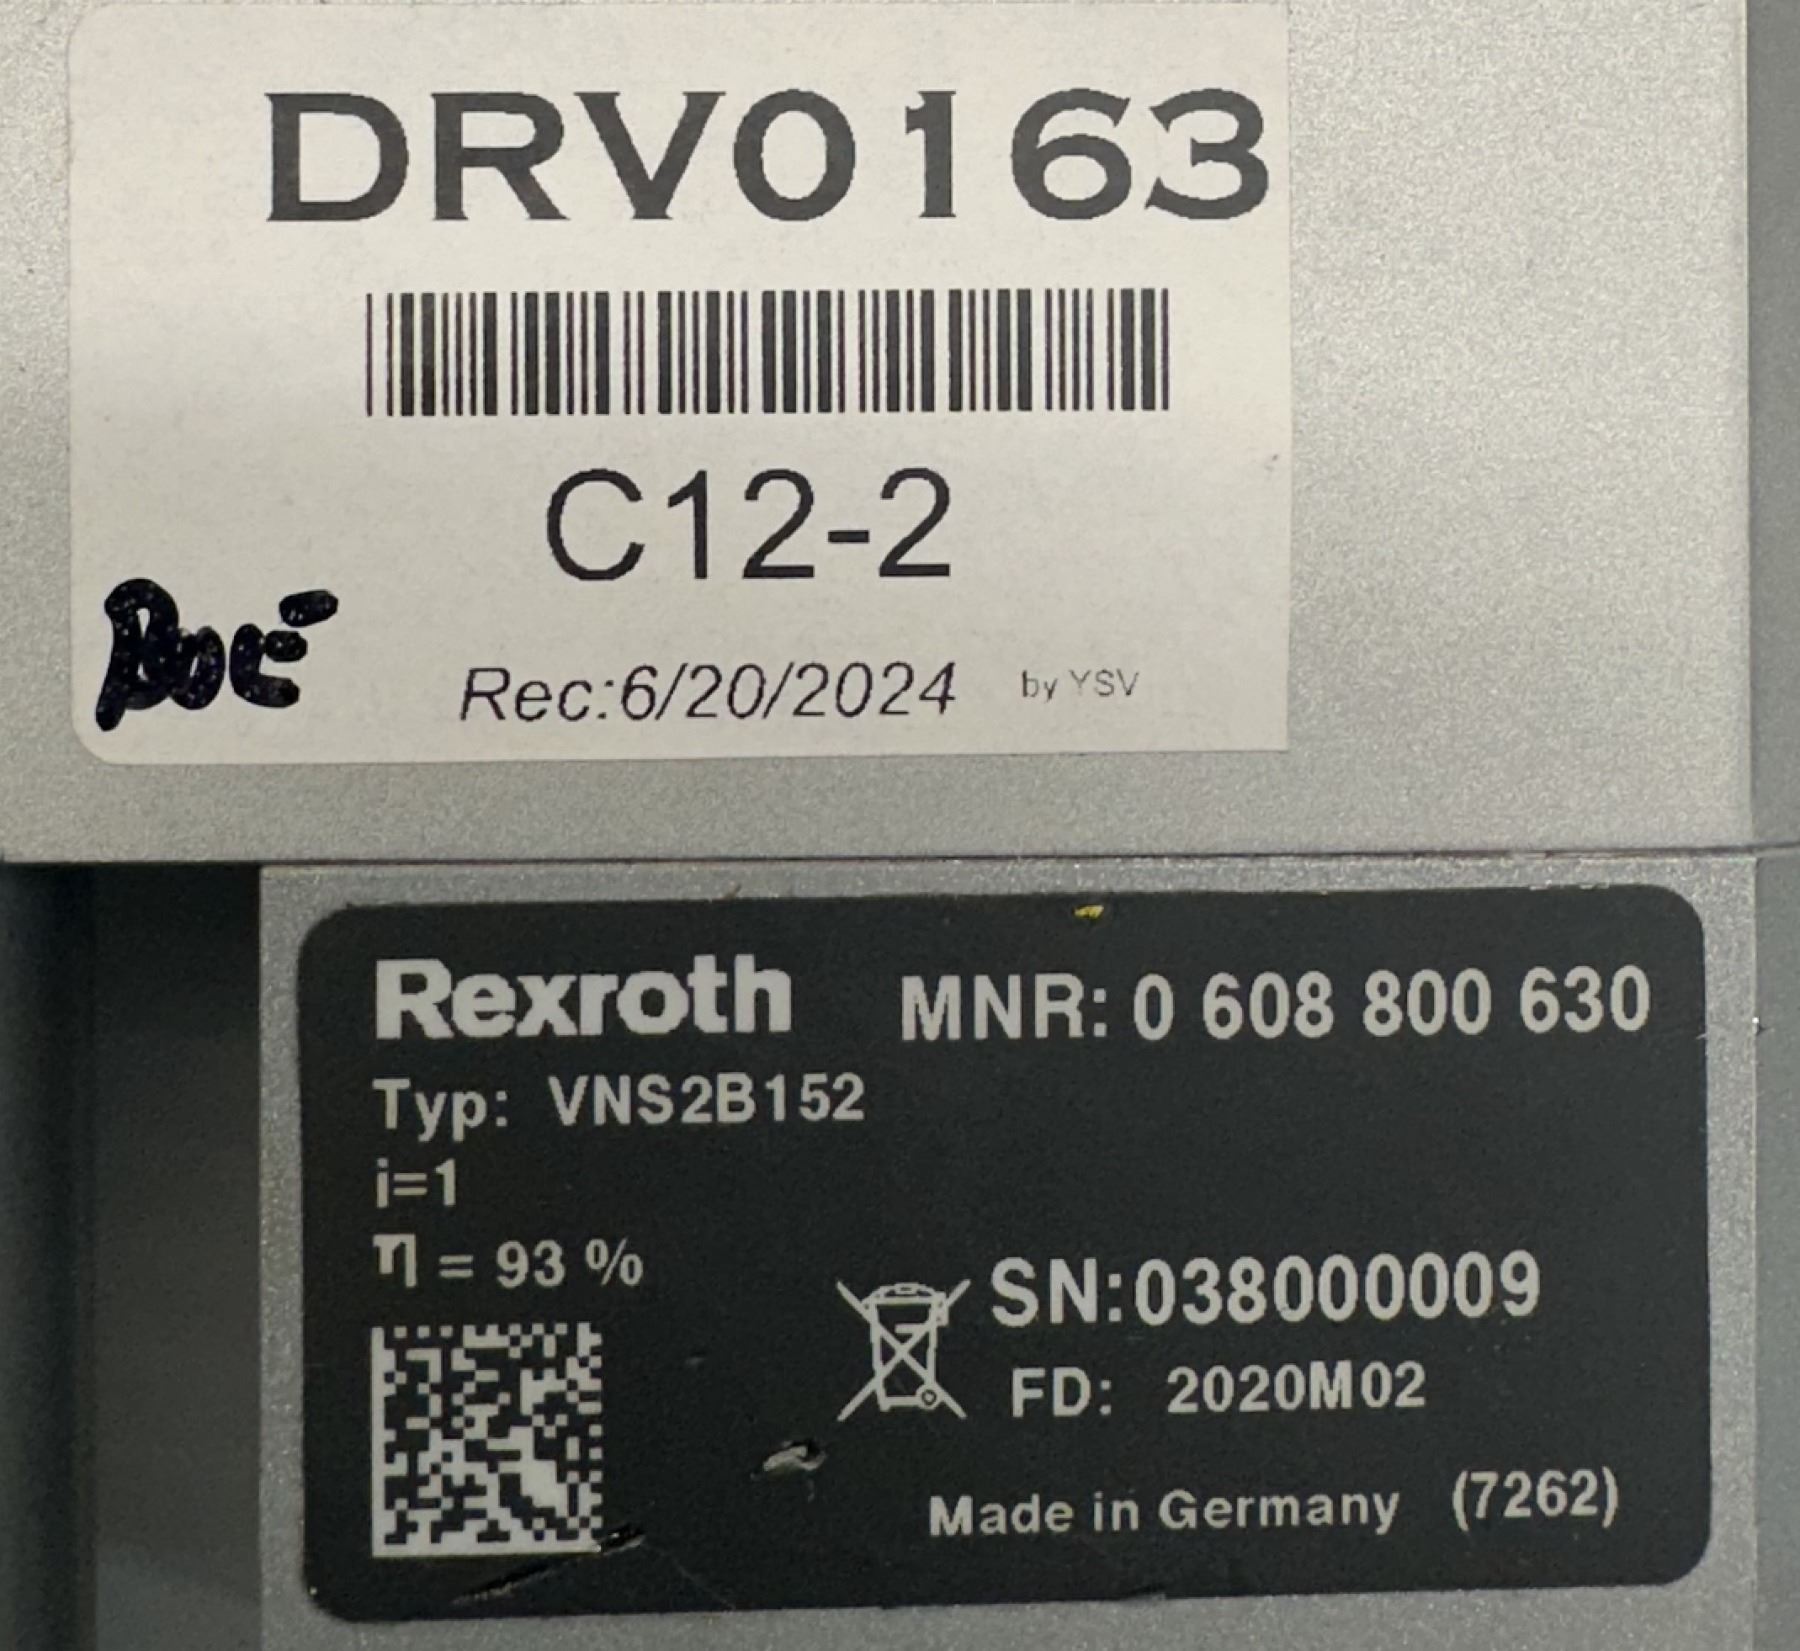 DRV0163
C12-2
Rec:6/20/2024 by YSV
Rexroth MNR: 0 608 800 630
Typ: VNS2B152
i=1
η = 93 %
SN:038000009
FD: 2020M02
Made in Germany (7262)